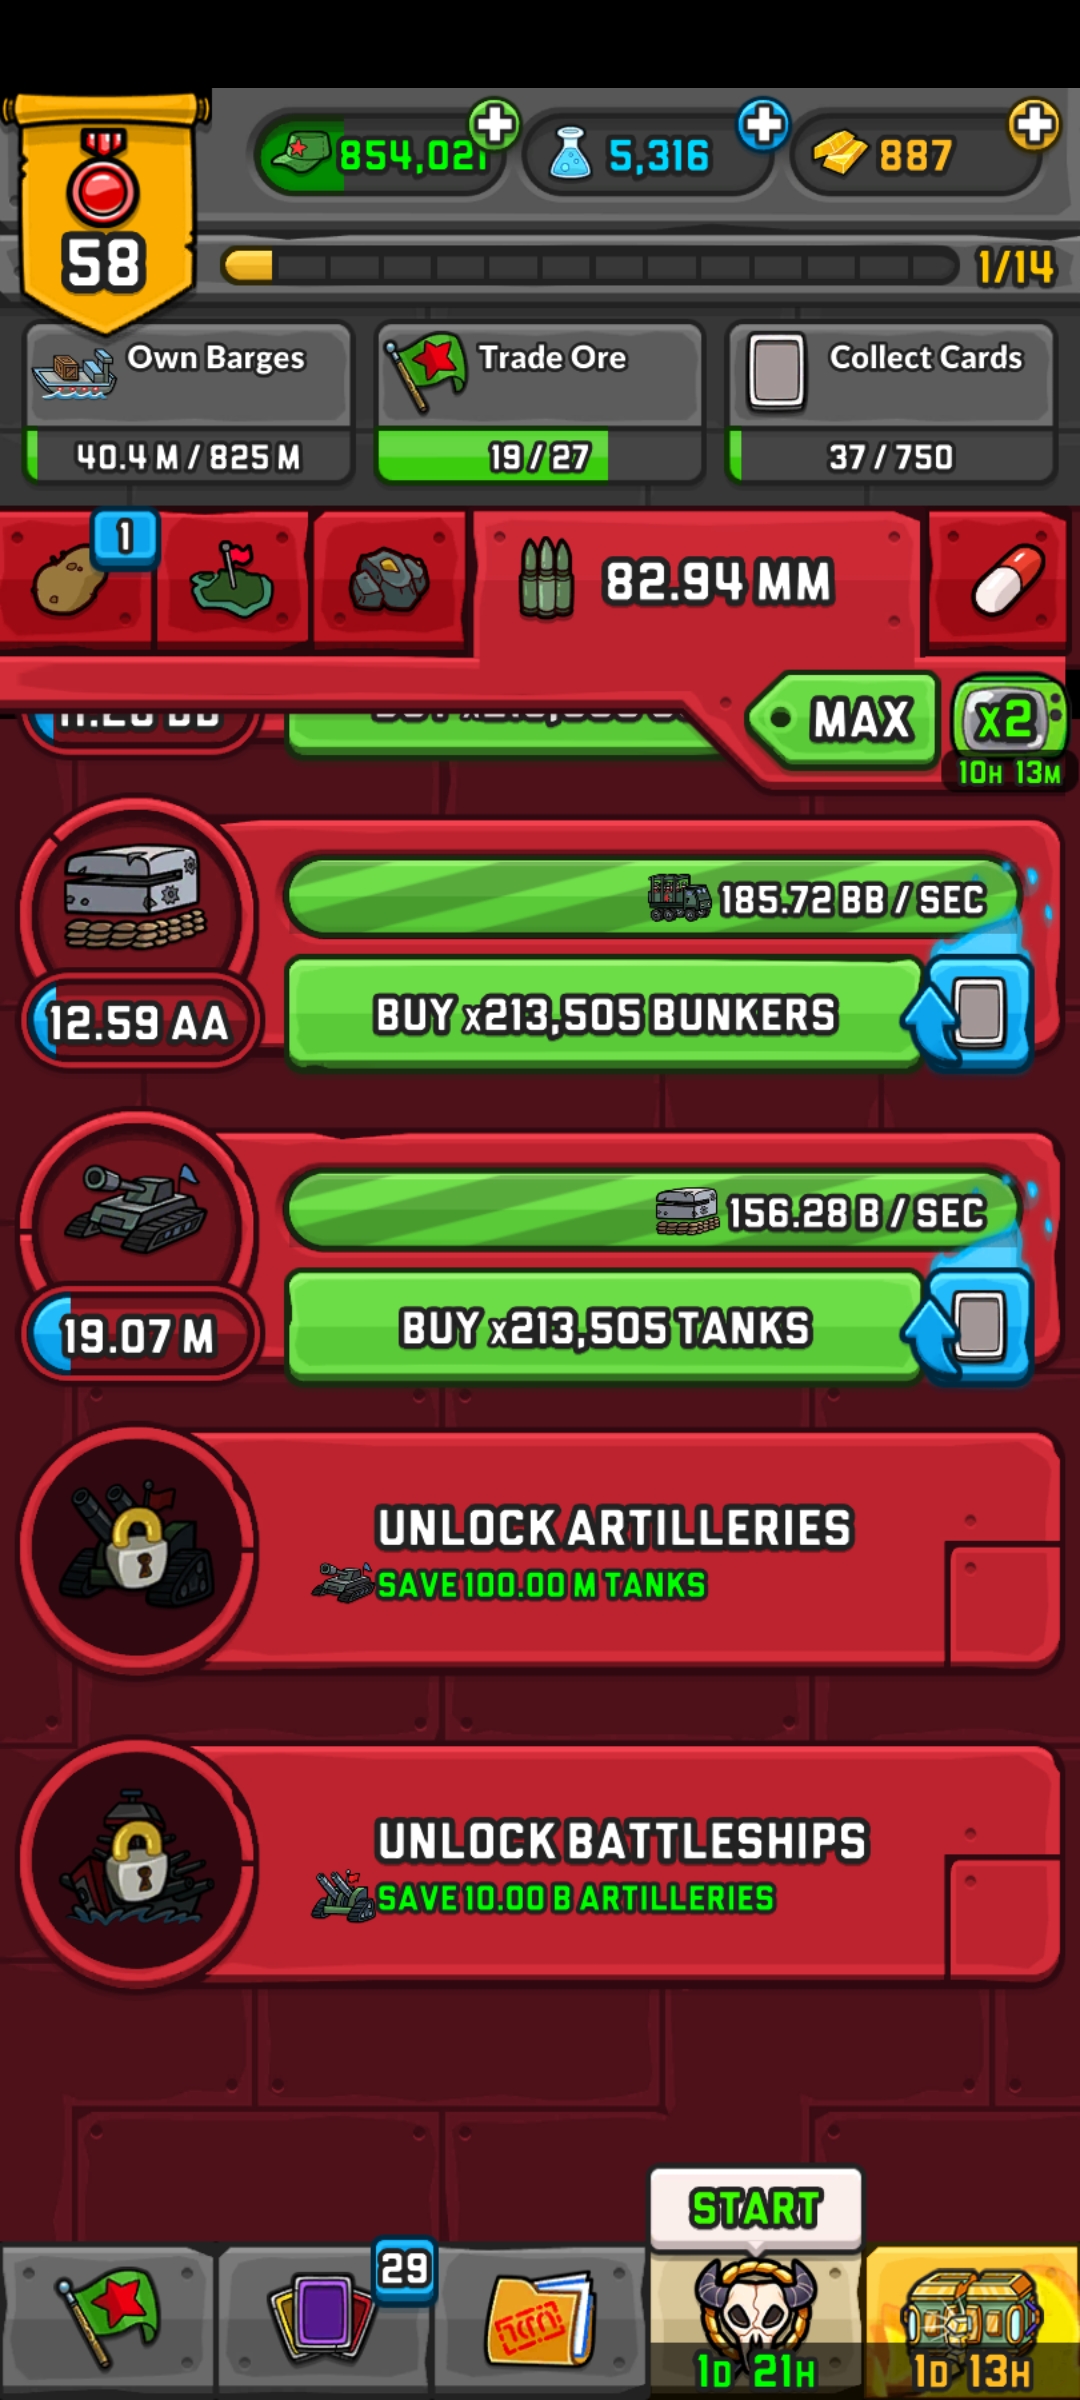 58
854,021
5,316
887
1/14
Own Barges
40.4 M / 825 M
Trade Ore
19 / 27
Collect Cards
37 / 750
1
82.94 MM
MAX
x2
10H 13M
185.72 BB / SEC
12.59 AA
BUY x213,505 BUNKERS
156.28 B / SEC
19.07 M
BUY x213,505 TANKS
UNLOCK ARTILLERIES
SAVE 100.00 M TANKS
UNLOCK BATTLESHIPS
SAVE 10.00 B ARTILLERIES
START
29
1D 21H
1D 13H